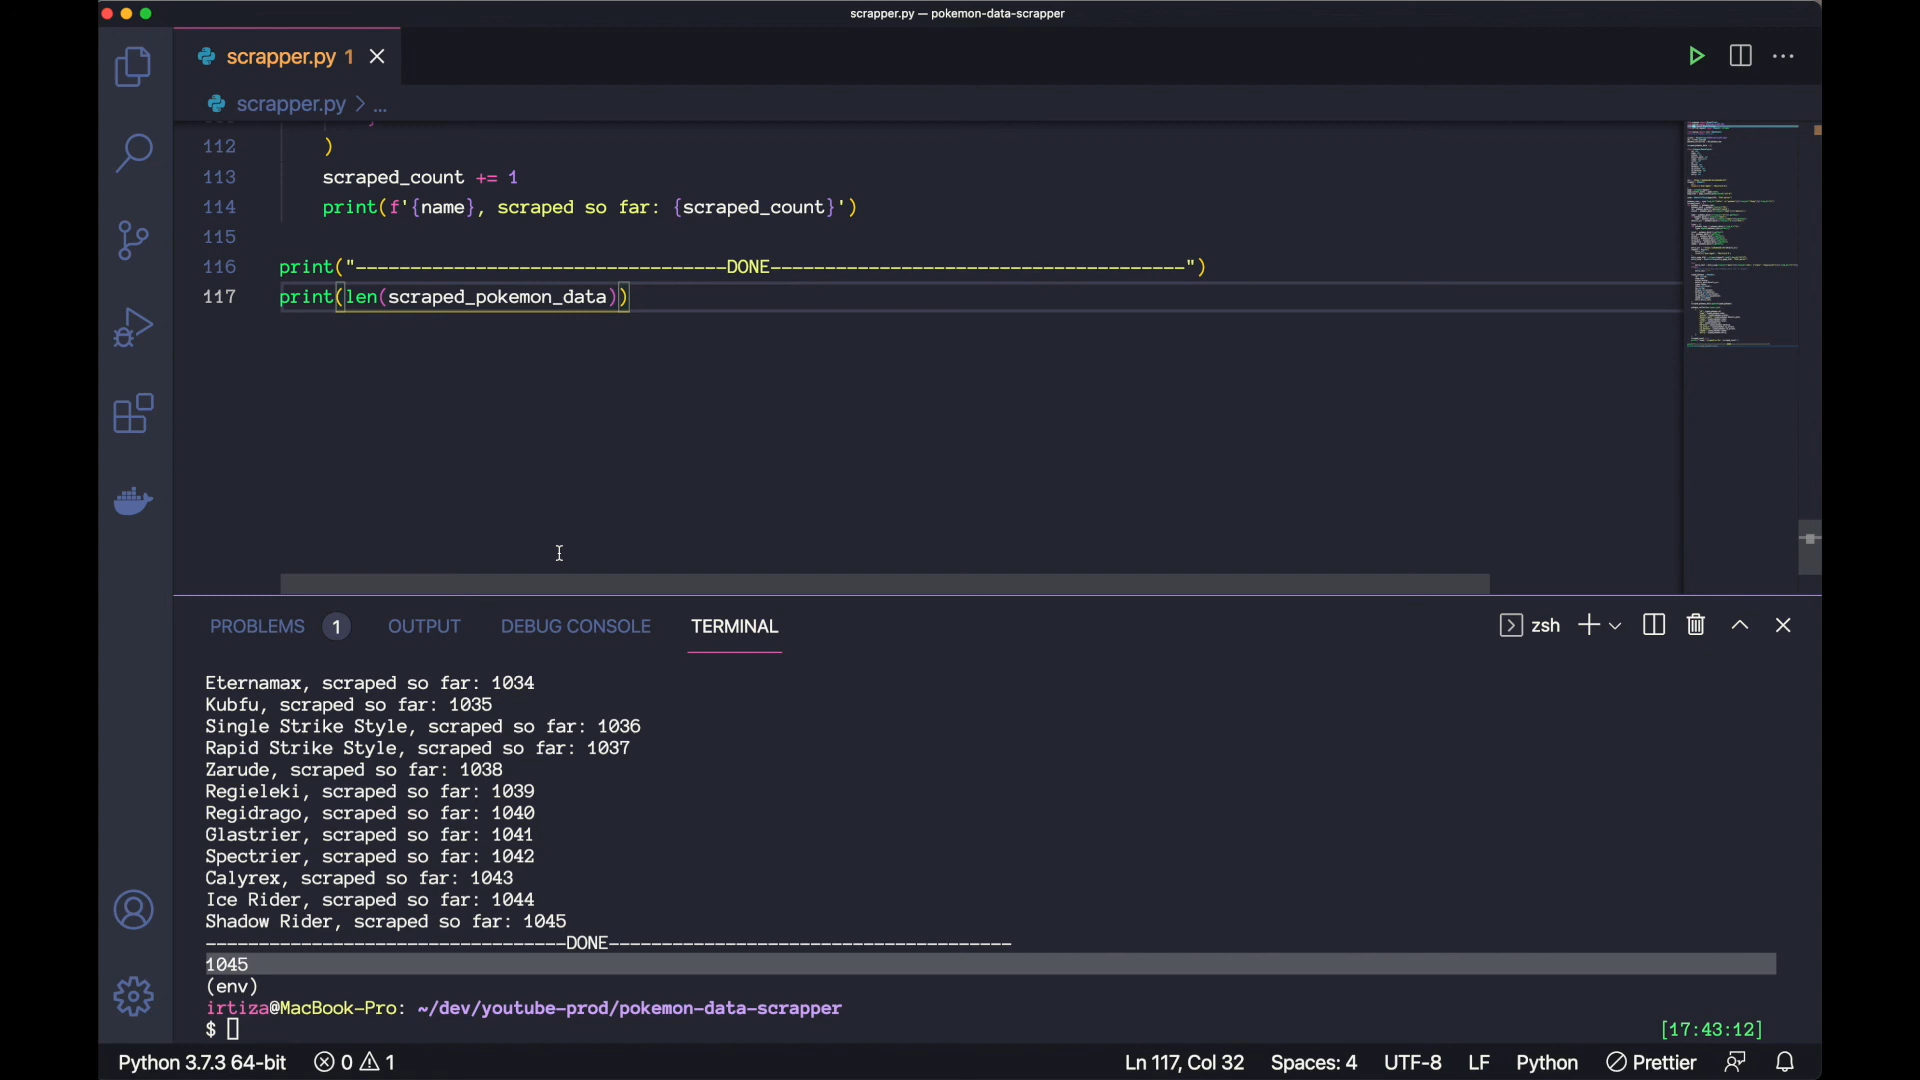 scrapper.py — pokemon-data-scrapper
scrapper.py 1
scrapper.py > ...
112 )
113 scraped_count += 1
114 print(f'{name}, scraped so far: {scraped_count}')
115
116 print("----------------------------------DONE--------------------------------------")
117 print(len(scraped_pokemon_data))
PROBLEMS 1 OUTPUT DEBUG CONSOLE TERMINAL zsh
Eternamax, scraped so far: 1034
Kubfu, scraped so far: 1035
Single Strike Style, scraped so far: 1036
Rapid Strike Style, scraped so far: 1037
Zarude, scraped so far: 1038
Regieleki, scraped so far: 1039
Regidrago, scraped so far: 1040
Glastrier, scraped so far: 1041
Spectrier, scraped so far: 1042
Calyrex, scraped so far: 1043
Ice Rider, scraped so far: 1044
Shadow Rider, scraped so far: 1045
----------------------------------DONE--------------------------------------
1045
(env)
irtiza@MacBook-Pro: ~/dev/youtube-prod/pokemon-data-scrapper
$ [17:43:12]
Python 3.7.3 64-bit 0 1 Ln 117, Col 32 Spaces: 4 UTF-8 LF Python Prettier